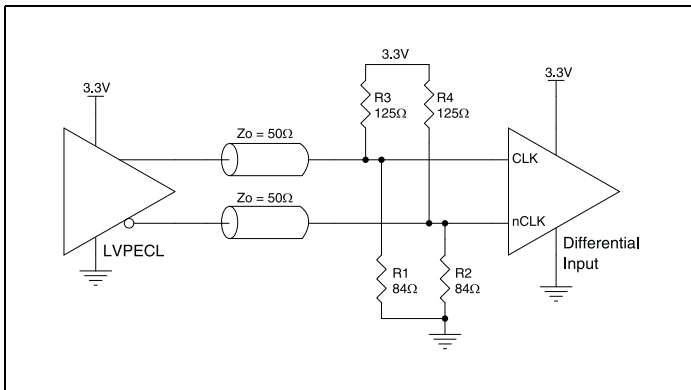 3.3V
3.3V
3.3V
R3
125Ω
R4
125Ω
Zo = 50Ω
CLK
Zo = 50Ω
nCLK
LVPECL
Differential
Input
R1
84Ω
R2
84Ω